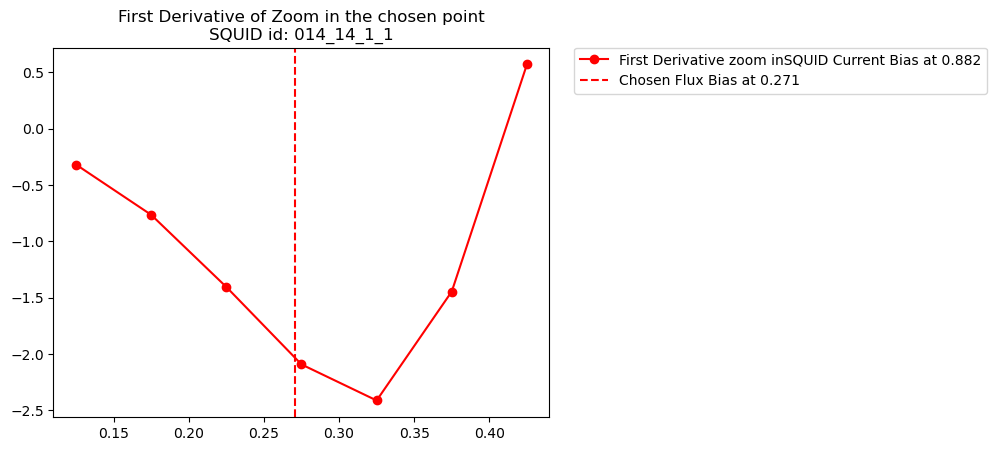 First Derivative of Zoom in the chosen point
SQUID id: 014_14_1_1
First Derivative zoom inSQUID Current Bias at 0.882
Chosen Flux Bias at 0.271
0.5
0.0
−0.5
−1.0
−1.5
−2.0
−2.5
0.15 0.20 0.25 0.30 0.35 0.40